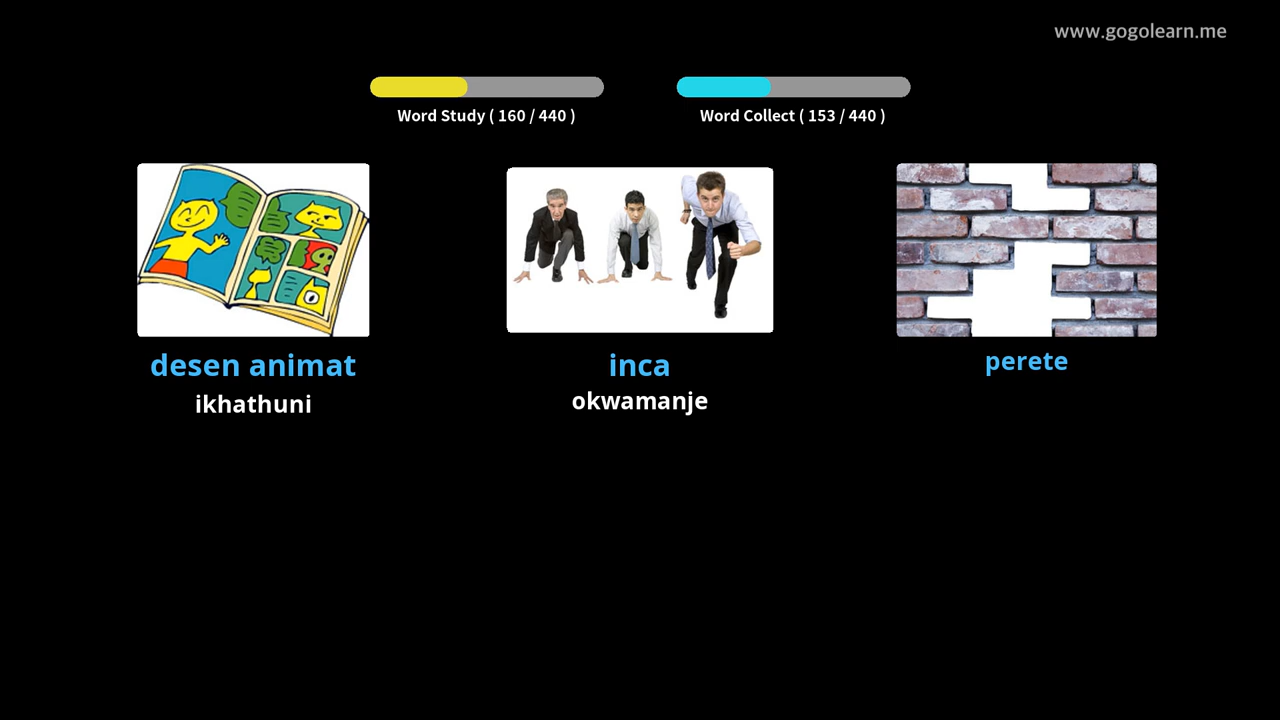 www.gogolearn.me
Word Study ( 160 / 440 )
Word Collect ( 153 / 440 )
desen animat
inca
perete
ikhathuni
okwamanje